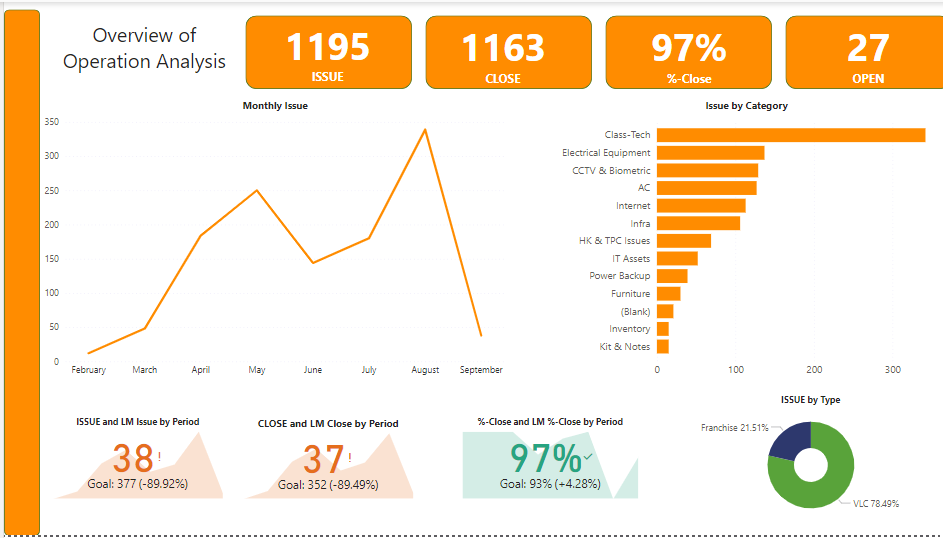 Overview of
Operation Analysis
1195
ISSUE
1163
CLOSE
97%
%-Close
27
OPEN
Monthly Issue
350
300
250
200
150
100
50
0
February March April May June July August September
Issue by Category
Class-Tech
Electrical Equipment
CCTV & Biometric
AC
Internet
Infra
HK & TPC Issues
IT Assets
Power Backup
Furniture
(Blank)
Inventory
Kit & Notes
0 100 200 300
ISSUE and LM Issue by Period
38!
Goal: 377 (-89.92%)
CLOSE and LM Close by Period
37!
Goal: 352 (-89.49%)
%-Close and LM %-Close by Period
97%✓
Goal: 93% (+4.28%)
ISSUE by Type
Franchise 21.51%
VLC 78.49%